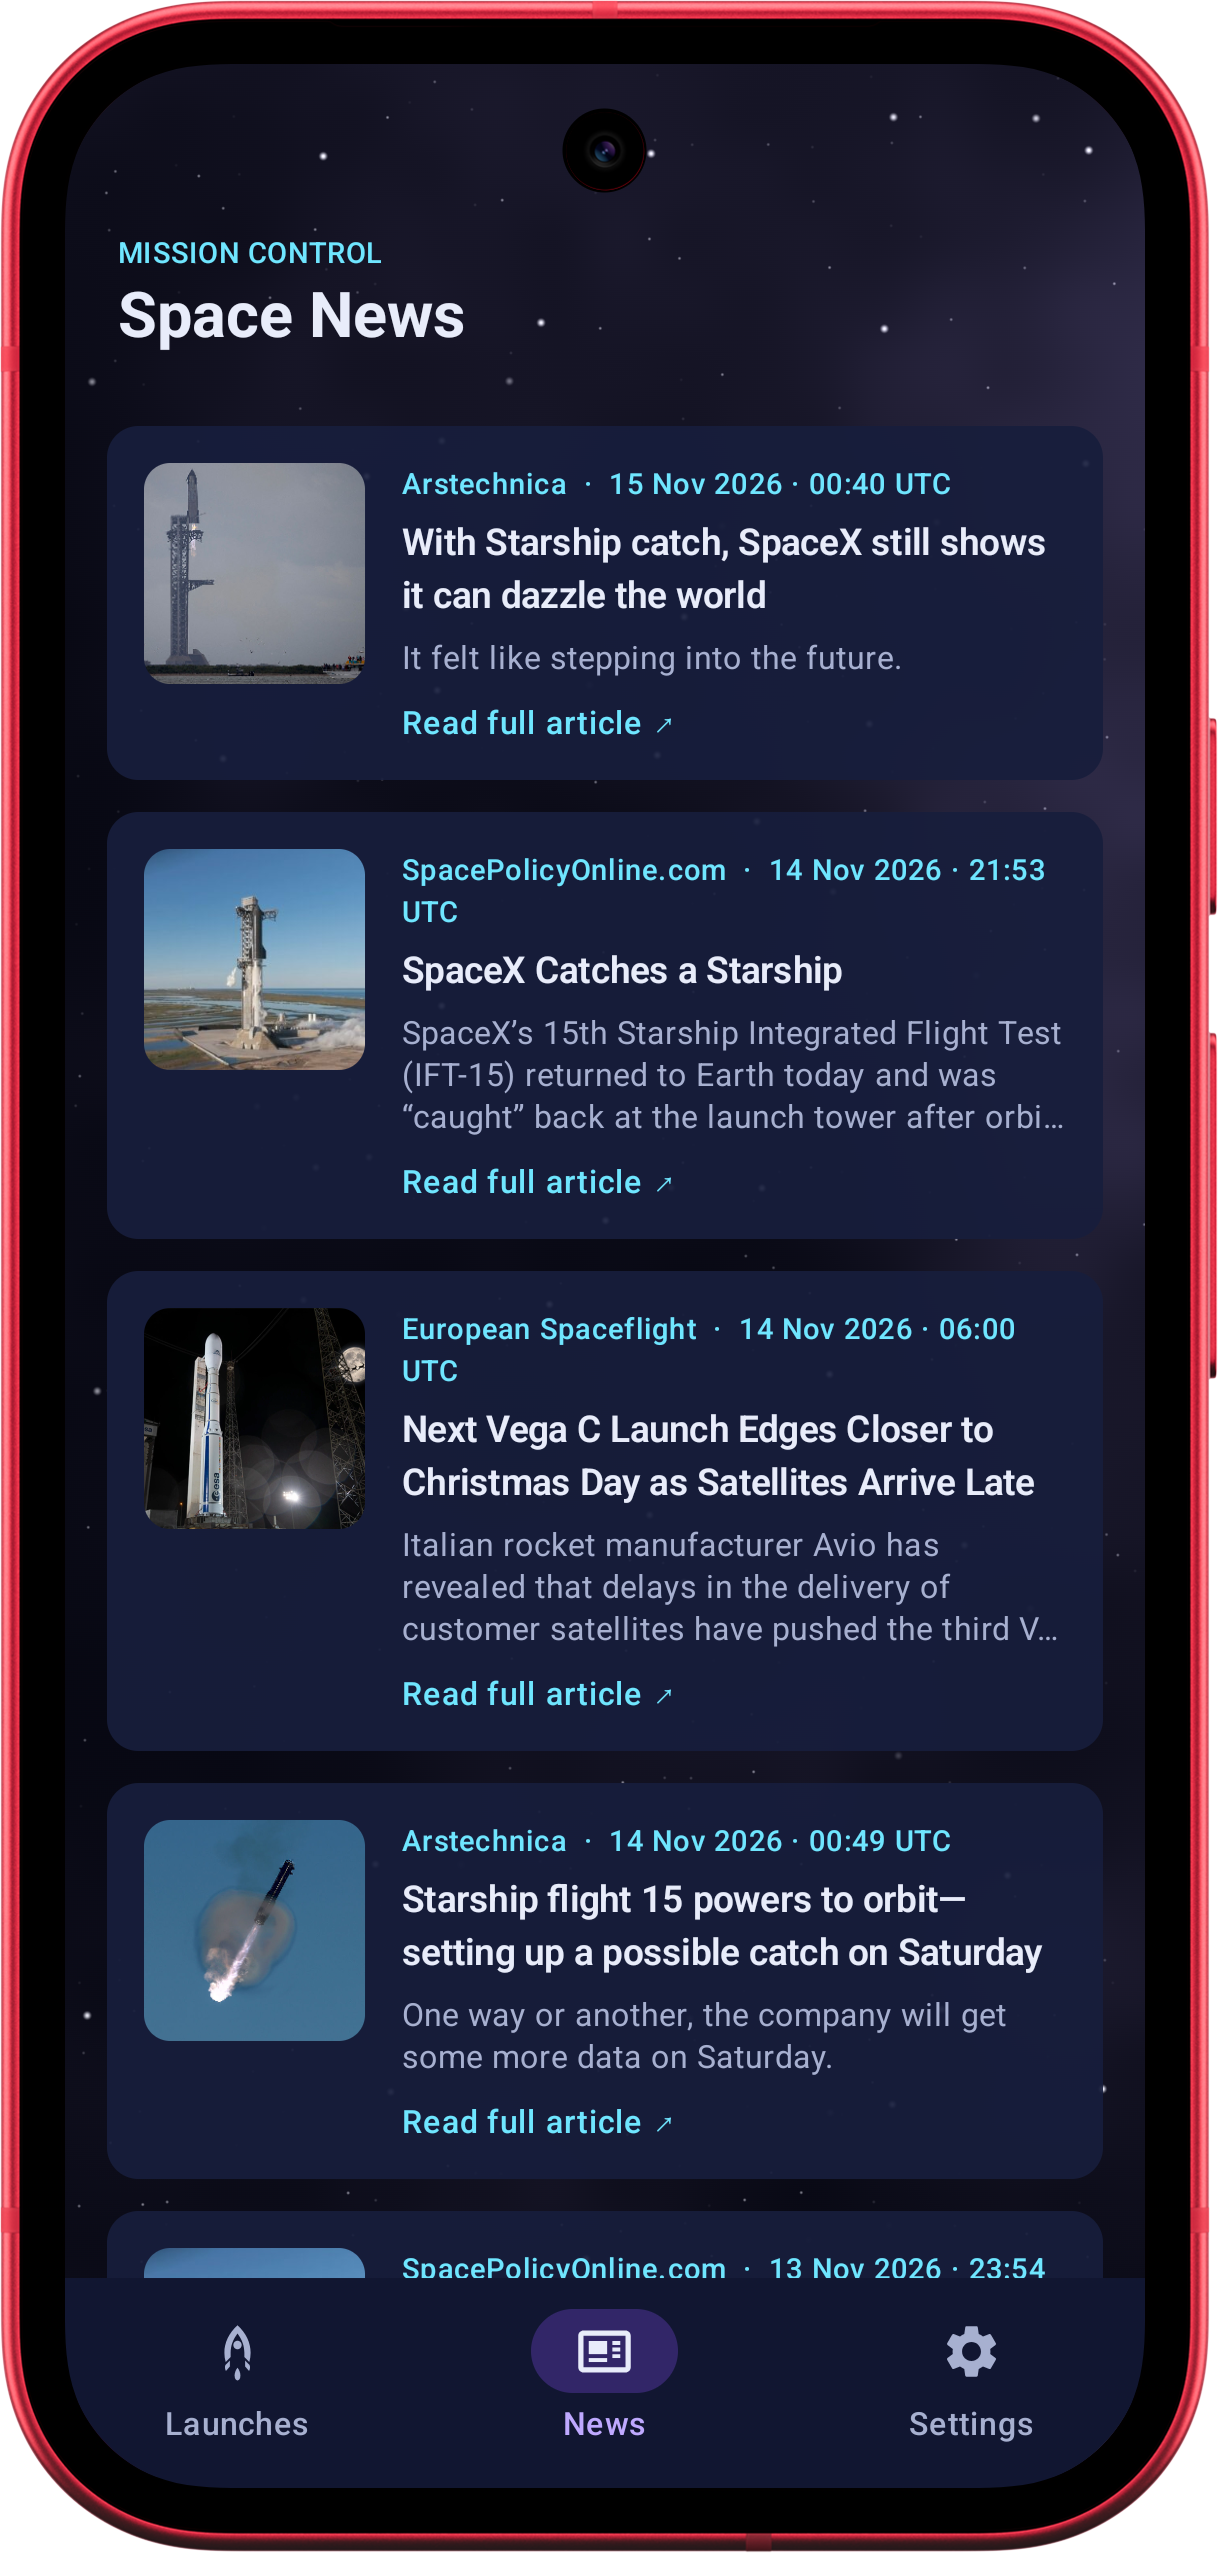 MISSION CONTROL
Space News
Arstechnica · 15 Nov 2026 · 00:40 UTC
With Starship catch, SpaceX still shows
it can dazzle the world
It felt like stepping into the future.
Read full article ↗
SpacePolicyOnline.com · 14 Nov 2026 · 21:53
UTC
SpaceX Catches a Starship
SpaceX’s 15th Starship Integrated Flight Test
(IFT-15) returned to Earth today and was
“caught” back at the launch tower after orbi…
Read full article ↗
esa
European Spaceflight · 14 Nov 2026 · 06:00
UTC
Next Vega C Launch Edges Closer to
Christmas Day as Satellites Arrive Late
Italian rocket manufacturer Avio has
revealed that delays in the delivery of
customer satellites have pushed the third V…
Read full article ↗
Arstechnica · 14 Nov 2026 · 00:49 UTC
Starship flight 15 powers to orbit—
setting up a possible catch on Saturday
One way or another, the company will get
some more data on Saturday.
Read full article ↗
SpacePolicyOnline.com · 13 Nov 2026 · 23:54
Launches
News
Settings